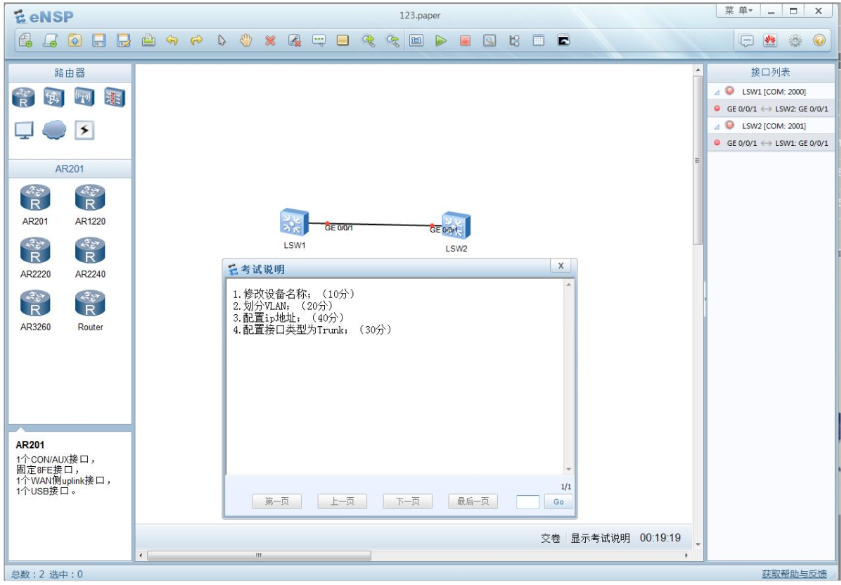 eNSP
123.paper
菜 单
路由器
AR201
AR201
AR1220
AR2220
AR2240
AR3260
Router
AR201
1个CON/AUX接口，
固定8FE接口，
1个WAN侧uplink接口，
1个USB接口。
GE 0/0/1
GE 0/0/1
LSW1
LSW2
考试说明
X
1.修改设备名称；（10分）
2.划分VLAN；（20分）
3.配置ip地址；（40分）
4.配置接口类型为Trunk；（30分）
1/1
第一页
上一页
下一页
最后一页
Go
交卷
显示考试说明
00:19:19
接口列表
LSW1 [COM: 2000]
GE 0/0/1 <-> LSW2: GE 0/0/1
LSW2 [COM: 2001]
GE 0/0/1 <-> LSW1: GE 0/0/1
总数：2 选中：0
获取帮助与反馈